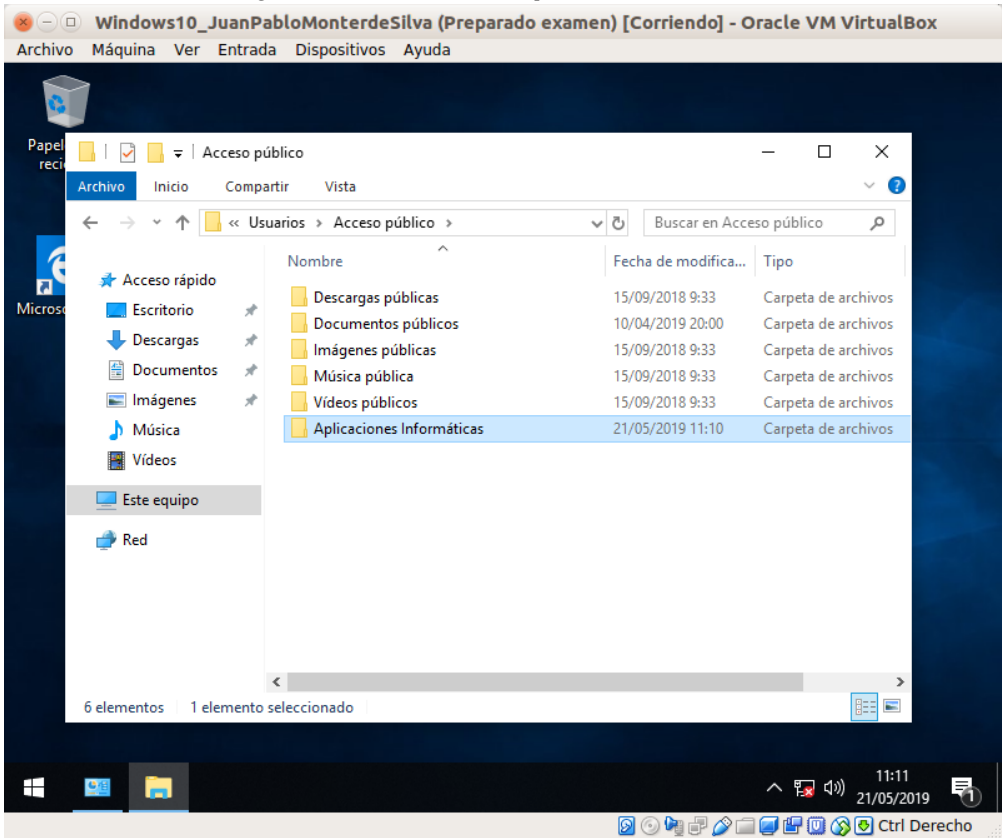 Windows10_JuanPabloMonterdeSilva (Preparado examen) [Corriendo] - Oracle VM VirtualBox
Archivo Máquina Ver Entrada Dispositivos Ayuda
Acceso público
Archivo Inicio Compartir Vista
« Usuarios > Acceso público >
Buscar en Acceso público
Nombre Fecha de modifica... Tipo
Acceso rápido
Escritorio
Descargas
Documentos
Imágenes
Música
Vídeos
Este equipo
Red
Descargas públicas 15/09/2018 9:33 Carpeta de archivos
Documentos públicos 10/04/2019 20:00 Carpeta de archivos
Imágenes públicas 15/09/2018 9:33 Carpeta de archivos
Música pública 15/09/2018 9:33 Carpeta de archivos
Vídeos públicos 15/09/2018 9:33 Carpeta de archivos
Aplicaciones Informáticas 21/05/2019 11:10 Carpeta de archivos
6 elementos 1 elemento seleccionado
Papel
reci
Micros
11:11
21/05/2019
1
Ctrl Derecho